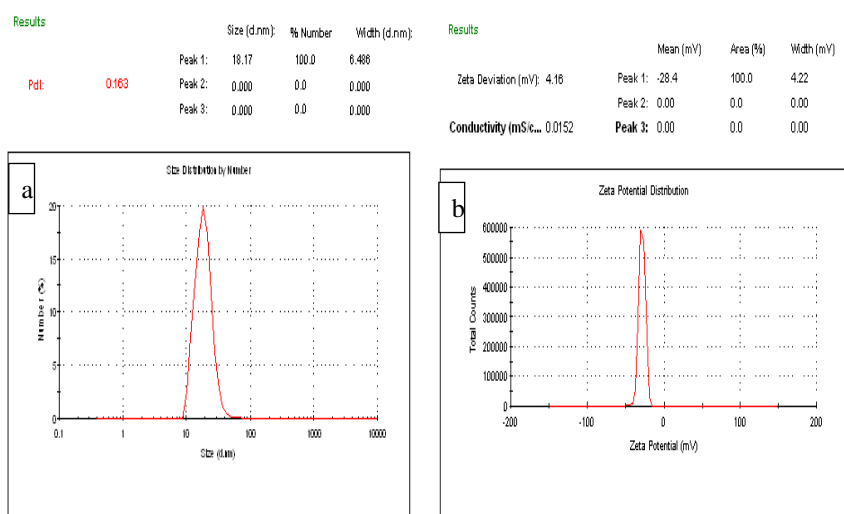 Results
Size (d.nm): % Number Width (d.nm):
Peak 1: 18.17 100.0 6.486
PdI: 0.163 Peak 2: 0.000 0.0 0.000
Peak 3: 0.000 0.0 0.000
a
Size Distribution by Number
20
15
10
5
0
Number (%)
0.1 1 10 100 1000 10000
Size (d.nm)
Results
Mean (mV) Area (%) Width (mV)
Zeta Deviation (mV): 4.16 Peak 1: -28.4 100.0 4.22
Peak 2: 0.00 0.0 0.00
Conductivity (mS/c... 0.0152 Peak 3: 0.00 0.0 0.00
b
Zeta Potential Distribution
600000
500000
400000
300000
200000
100000
0
Total Counts
-200 -100 0 100 200
Zeta Potential (mV)